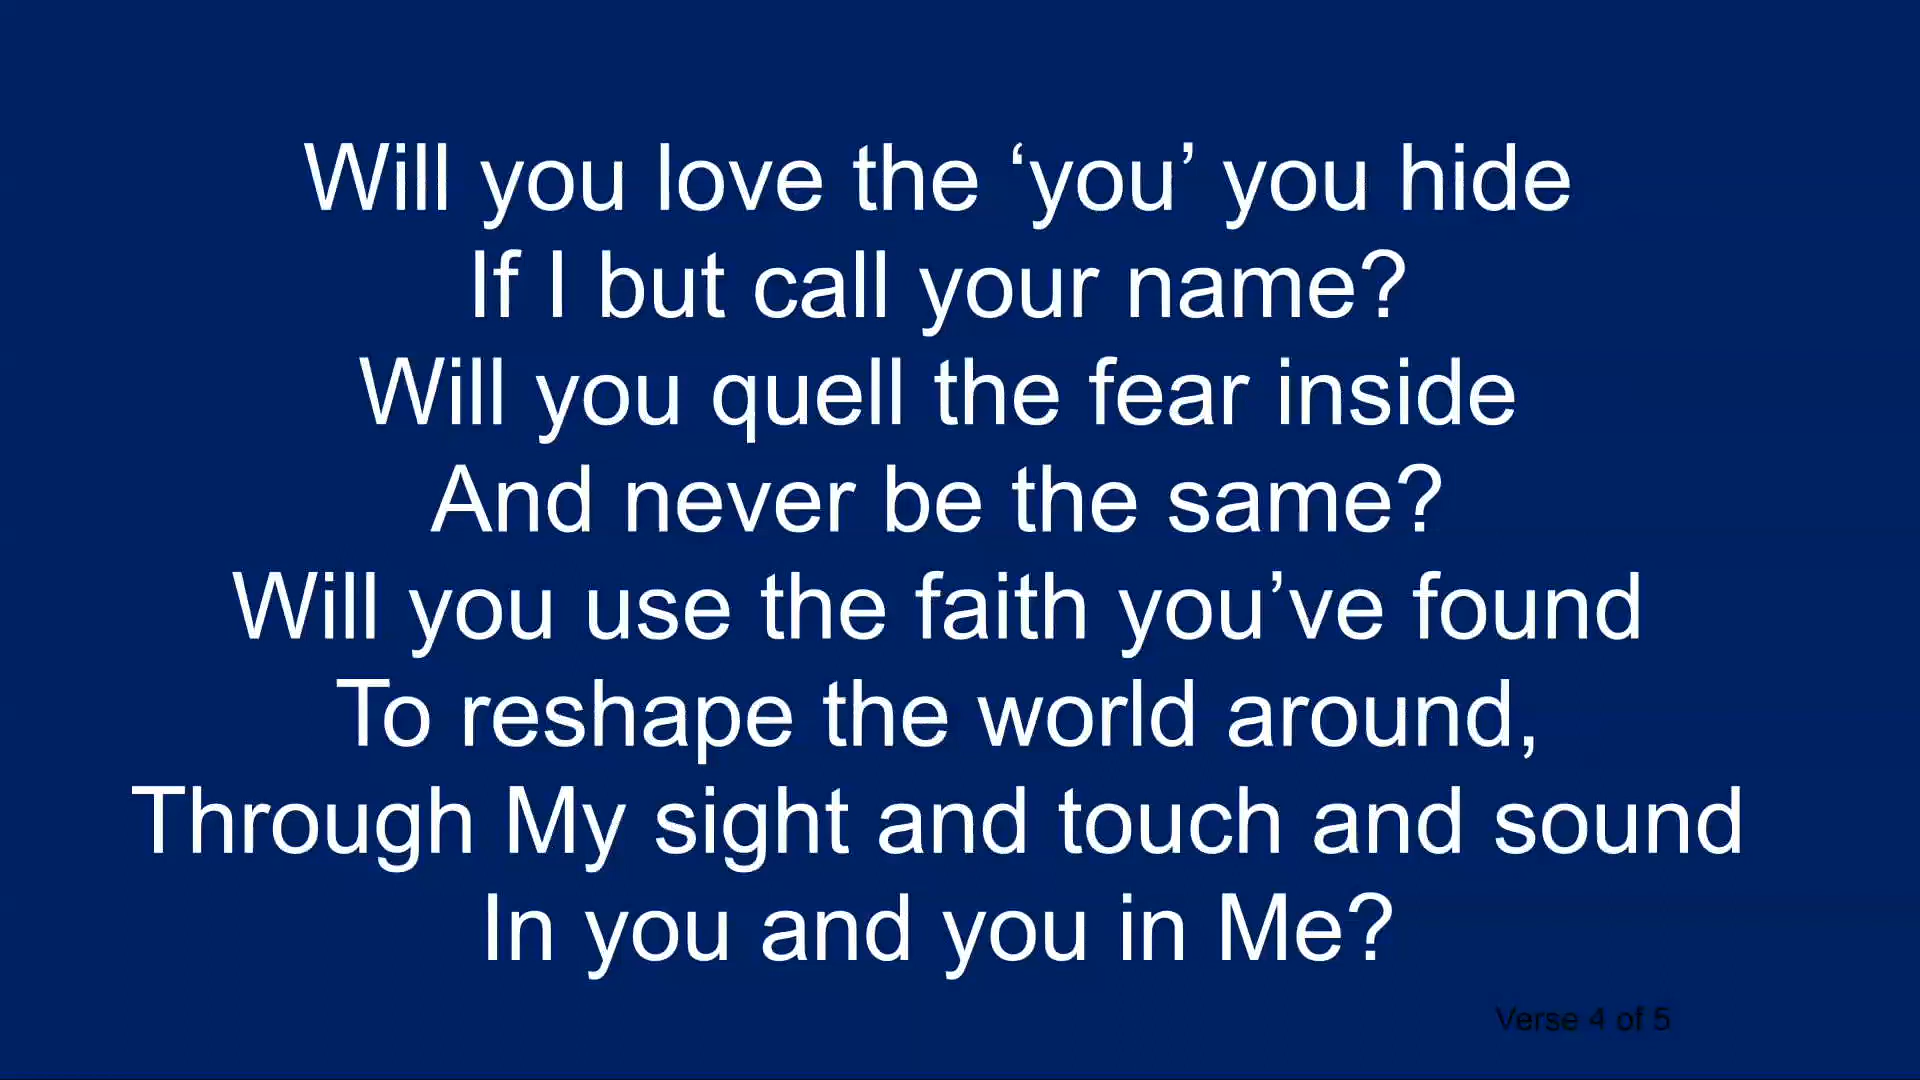 Will you love the ‘you’ you hide
If I but call your name?
Will you quell the fear inside
And never be the same?
Will you use the faith you’ve found
To reshape the world around,
Through My sight and touch and sound
In you and you in Me?
Verse 4 of 5